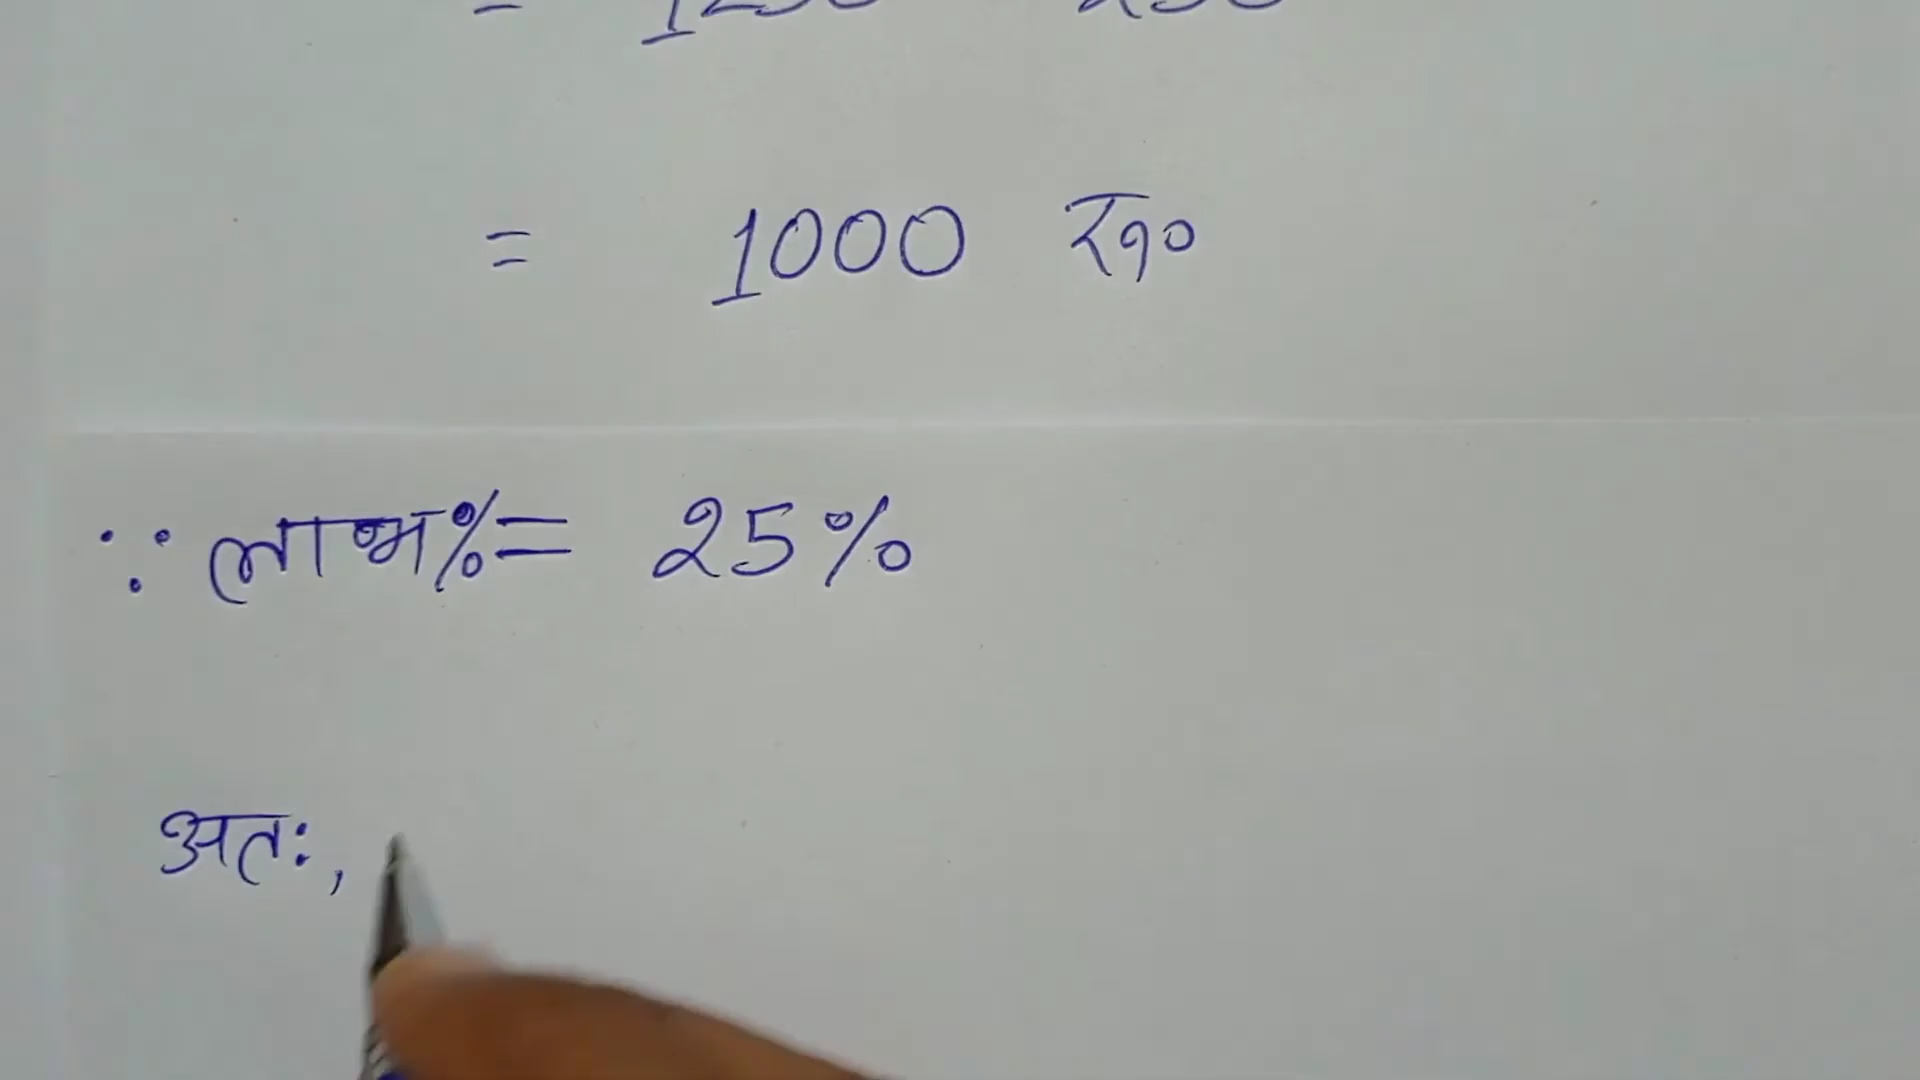 = 1000 रु०
∵ लाभ%= 25%
अतः,